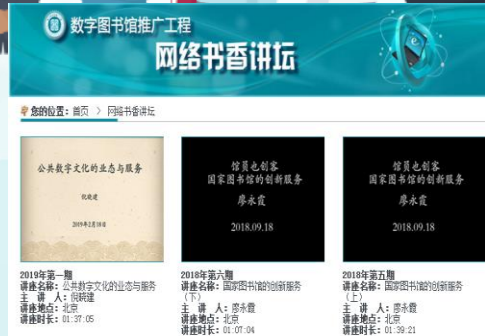 数字图书馆推广工程
网络书香讲坛
您的位置：首页 > 网络书香讲坛
公共数字文化的业态与服务
倪晓建
2019年2月18日
馆员也创客
国家图书馆的创新服务
廖永霞
2018.09.18
馆员也创客
国家图书馆的创新服务
廖永霞
2018.09.18
2019年第一期
讲座名称：公共数字文化的业态与服务
主 讲 人：倪晓建
讲座地点：北京
讲座时长：01:37:05
2018年第六期
讲座名称：国家图书馆的创新服务
（下）
主 讲 人：廖永霞
讲座地点：北京
讲座时长：01:07:04
2018年第五期
讲座名称：国家图书馆的创新服务
（上）
主 讲 人：廖永霞
讲座地点：北京
讲座时长：01:39:21